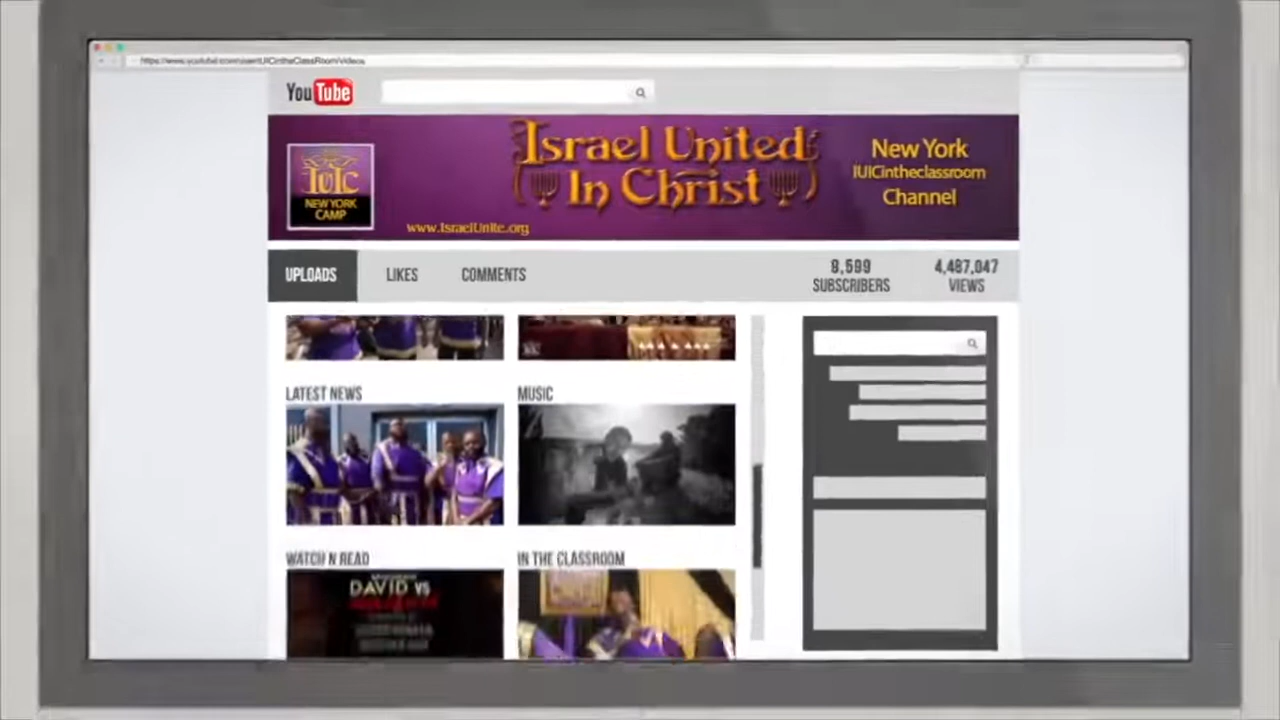 You Tube
Israel United
In Christ
IUIC
NEW YORK
CAMP
www.IsraelUnite.org
New York
IUICintheclassroom
Channel
UPLOADS
LIKES
COMMENTS
8,599
SUBSCRIBERS
4,487,047
VIEWS
LATEST NEWS
MUSIC
WATCH N READ
IN THE CLASSROOM
DAVID VS